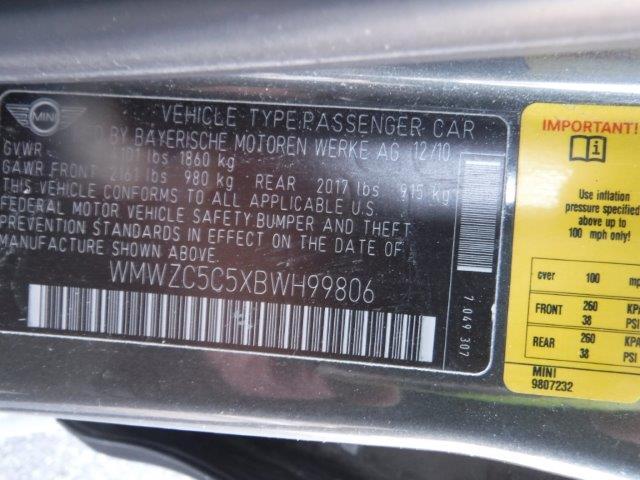 MINI
VEHICLE TYPE:PASSENGER CAR
BY BAYERISCHE MOTOREN WERKE AG 12/10
GVWR 4101 lbs 1860 kg
GAWR FRONT 2161 lbs 980 kg REAR 2017 lbs 915 kg
THIS VEHICLE CONFORMS TO ALL APPLICABLE U.S.
FEDERAL MOTOR VEHICLE SAFETY,BUMPER AND THEFT
PREVENTION STANDARDS IN EFFECT ON THE DATE OF
MANUFACTURE SHOWN ABOVE.
WMWZC5C5XBWH99806
7 049 307
IMPORTANT!
i
Use inflation
pressure specified
above for up to
100 mph only!
over 100 mph
FRONT 260 KPA
38 PSI
REAR 260 KPA
38 PSI
MINI
9807232